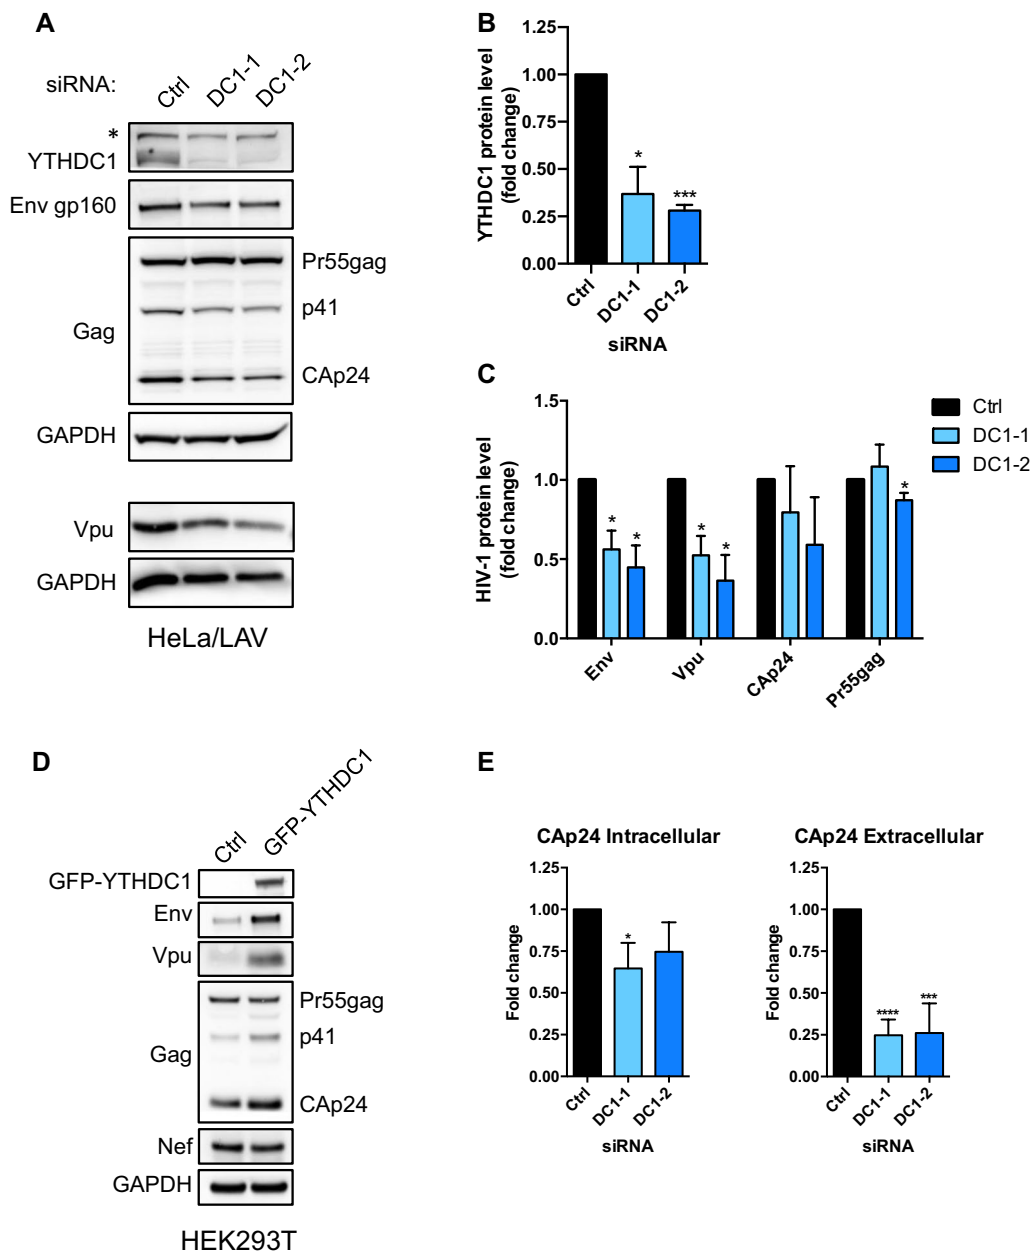 A
siRNA:
Ctrl
DC1-1
DC1-2
*
YTHDC1
Env gp160
Gag
Pr55gag
p41
CAp24
GAPDH
Vpu
GAPDH
HeLa/LAV
B
YTHDC1 protein level
(fold change)
1.00
0.75
0.50
0.25
0.00
*
***
Ctrl
DC1-1
DC1-2
siRNA
C
HIV-1 protein level
(fold change)
1.5
1.0
0.5
0.0
*
*
*
*
*
Env
Vpu
CAp24
Pr55gag
Ctrl
DC1-1
DC1-2
D
Ctrl
GFP-YTHDC1
GFP-YTHDC1
Env
Vpu
Gag
Pr55gag
p41
CAp24
Nef
GAPDH
HEK293T
E
CAp24 Intracellular
Fold change
1.25
1.00
0.75
0.50
0.25
0.00
*
Ctrl
DC1-1
DC1-2
siRNA
CAp24 Extracellular
Fold change
1.25
1.00
0.75
0.50
0.25
0.00
****
***
Ctrl
DC1-1
DC1-2
siRNA